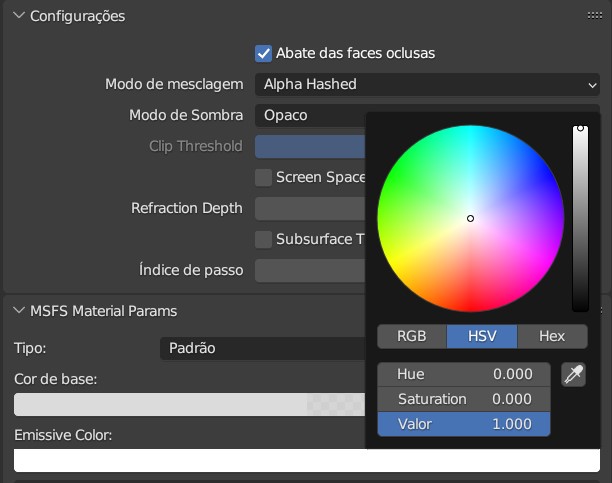 Configurações
Abate das faces oclusas
Modo de mesclagem Alpha Hashed
Modo de Sombra Opaco
Clip Threshold
Screen Space
Refraction Depth
Subsurface T
Índice de passo
RGB HSV Hex
Hue 0.000
Saturation 0.000
Valor 1.000
MSFS Material Params
Tipo: Padrão
Cor de base:
Emissive Color: